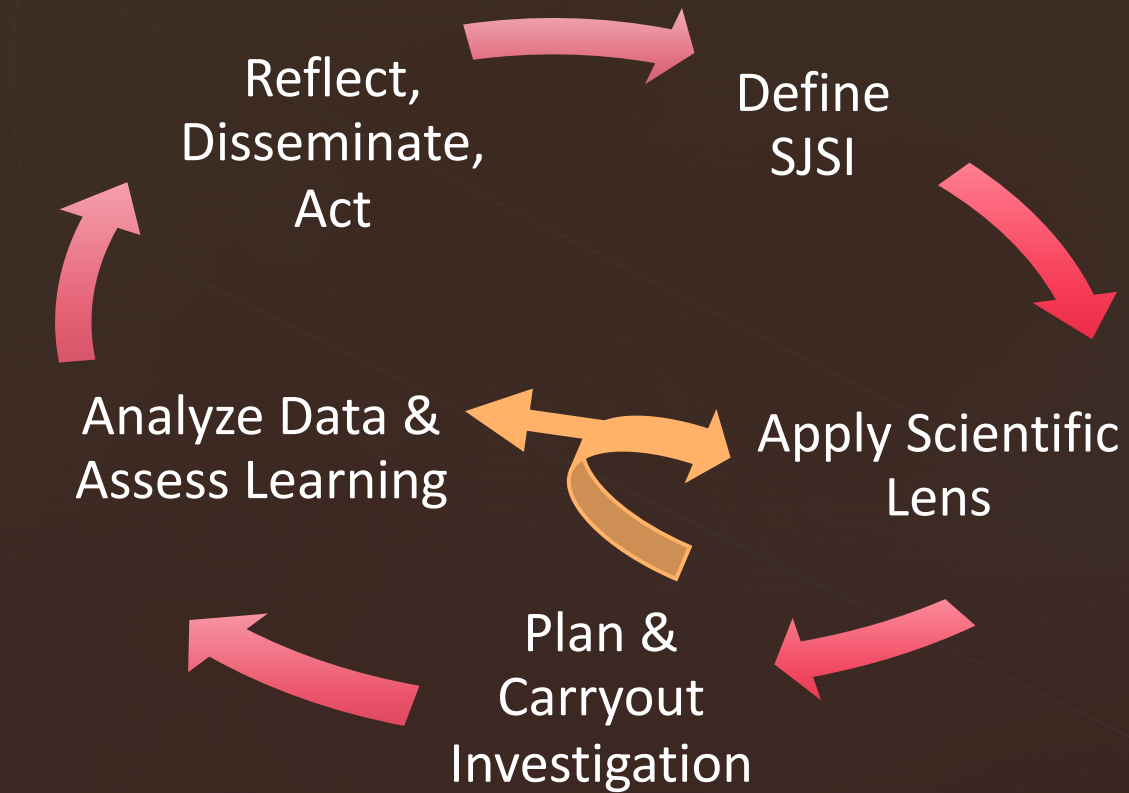 Reflect,
Disseminate,
Act
Define
SJSI
Apply Scientific
Lens
Plan &
Carryout
Investigation
Analyze Data &
Assess Learning